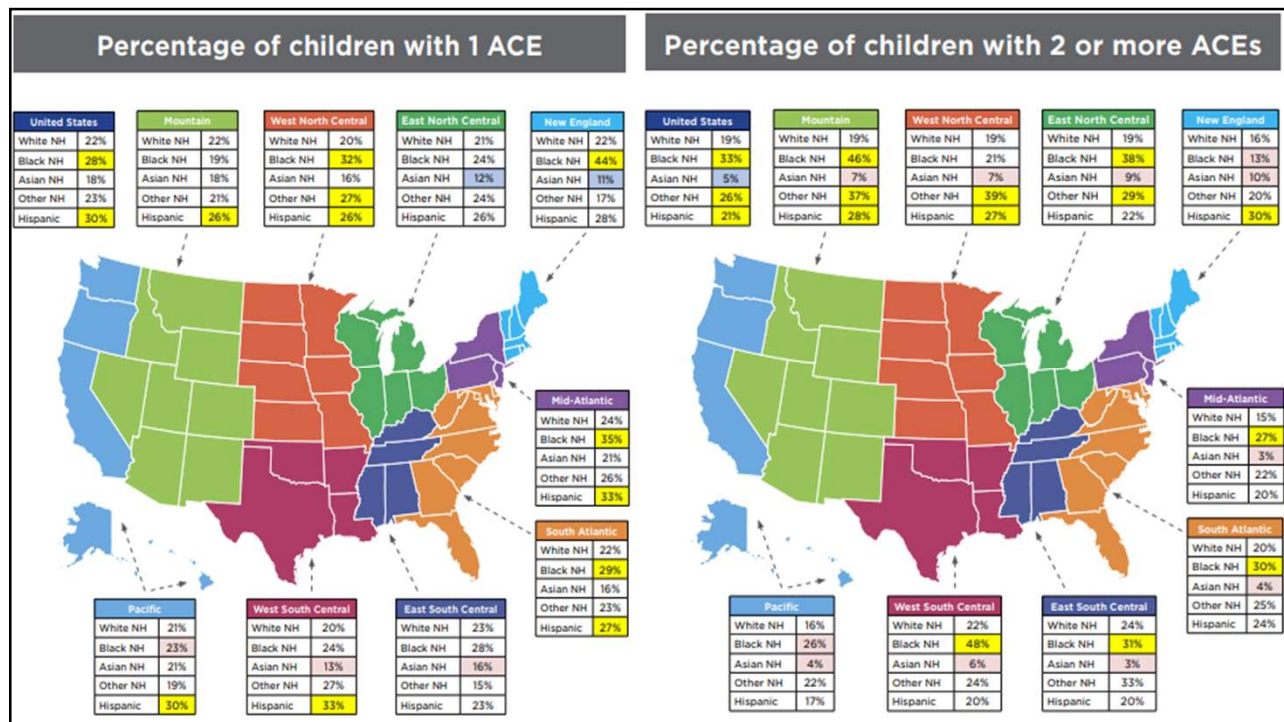 Percentage of children with 1 ACE
United States
White NH 22%
Black NH 28%
Asian NH 18%
Other NH 23%
Hispanic 30%
Mountain
White NH 22%
Black NH 19%
Asian NH 18%
Other NH 21%
Hispanic 26%
West North Central
White NH 20%
Black NH 32%
Asian NH 16%
Other NH 27%
Hispanic 26%
East North Central
White NH 21%
Black NH 24%
Asian NH 12%
Other NH 24%
Hispanic 26%
New England
White NH 22%
Black NH 44%
Asian NH 11%
Other NH 17%
Hispanic 28%
Mid-Atlantic
White NH 24%
Black NH 35%
Asian NH 21%
Other NH 26%
Hispanic 33%
South Atlantic
White NH 22%
Black NH 29%
Asian NH 16%
Other NH 23%
Hispanic 27%
Pacific
White NH 21%
Black NH 23%
Asian NH 21%
Other NH 19%
Hispanic 30%
West South Central
White NH 20%
Black NH 24%
Asian NH 13%
Other NH 27%
Hispanic 33%
East South Central
White NH 23%
Black NH 28%
Asian NH 16%
Other NH 15%
Hispanic 23%
Percentage of children with 2 or more ACEs
United States
White NH 19%
Black NH 33%
Asian NH 5%
Other NH 26%
Hispanic 21%
Mountain
White NH 19%
Black NH 46%
Asian NH 7%
Other NH 37%
Hispanic 28%
West North Central
White NH 19%
Black NH 21%
Asian NH 7%
Other NH 39%
Hispanic 27%
East North Central
White NH 19%
Black NH 38%
Asian NH 9%
Other NH 29%
Hispanic 22%
New England
White NH 16%
Black NH 13%
Asian NH 10%
Other NH 20%
Hispanic 30%
Mid-Atlantic
White NH 15%
Black NH 27%
Asian NH 3%
Other NH 22%
Hispanic 20%
South Atlantic
White NH 20%
Black NH 30%
Asian NH 4%
Other NH 25%
Hispanic 24%
Pacific
White NH 16%
Black NH 26%
Asian NH 4%
Other NH 22%
Hispanic 17%
West South Central
White NH 22%
Black NH 48%
Asian NH 6%
Other NH 24%
Hispanic 20%
East South Central
White NH 24%
Black NH 31%
Asian NH 3%
Other NH 33%
Hispanic 20%